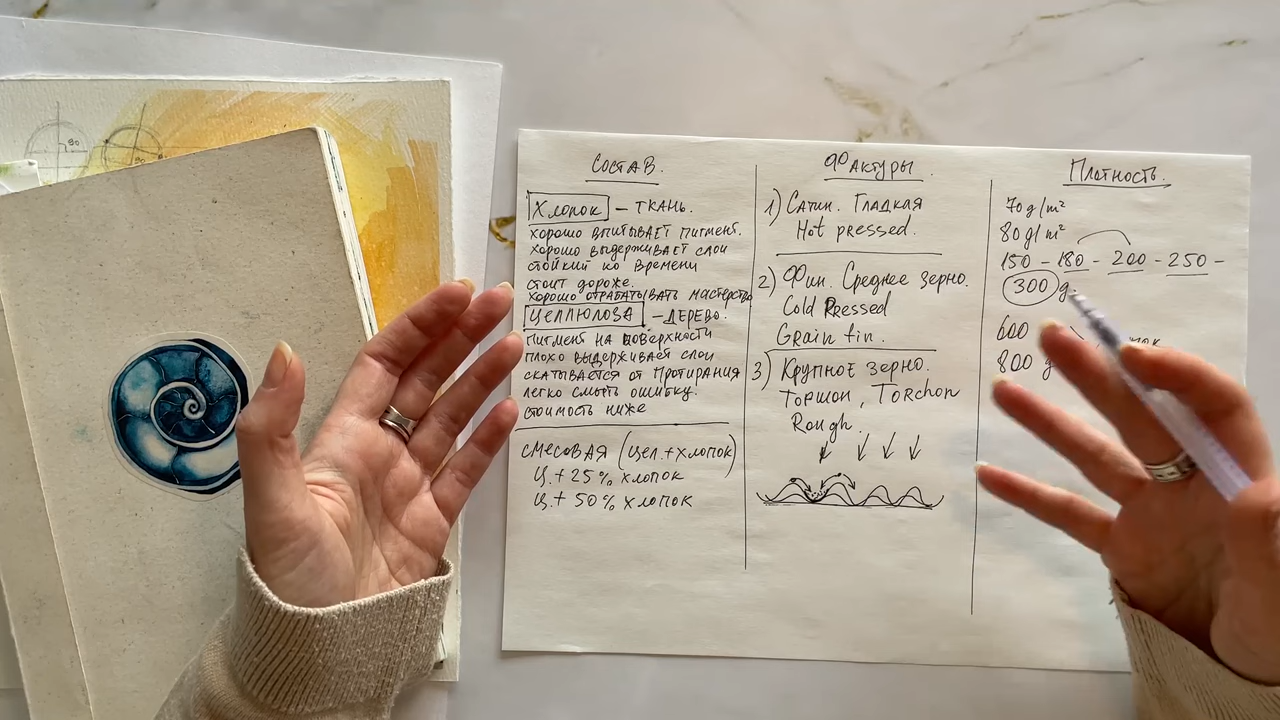 Состав.
Хлопок — ткань.
хорошо впитывает пигмент.
хорошо выдерживает слои
стойкий ко времени
стоит дороже.
хорошо отрабатывать мастерство
Целлюлоза — дерево.
пигмент на поверхности
плохо выдерживает слои
скатывается от протирания
легко смыть ошибку.
стоимость ниже
смесовая (цел.+хлопок)
Ц.+ 25% хлопок
Ц.+ 50% хлопок
Фактуры.
1) Сатин. Гладкая
Hot pressed.
2) Фин. Среднее зерно.
Cold Pressed
Grain fin.
3) Крупное зерно.
Торшон, Torchon
Rough.
Плотность.
70 g/m²
80 g/m²
150 – 180 – 200 – 250 –
300 g
600
800 g
80